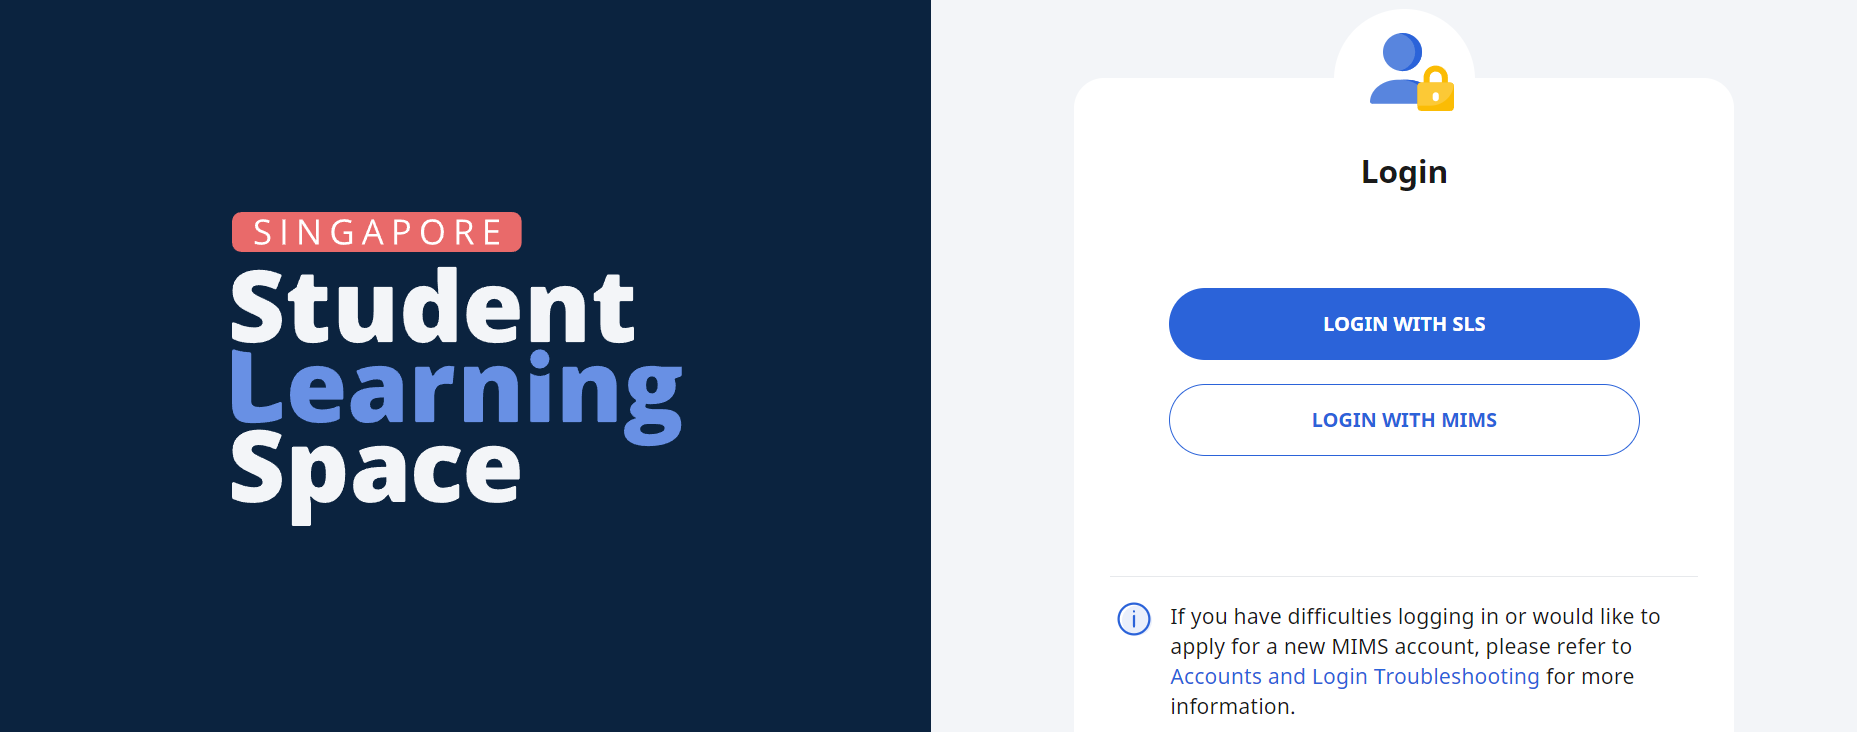 SINGAPORE
Student
Learning
Space
Login
LOGIN WITH SLS
LOGIN WITH MIMS
If you have difficulties logging in or would like to
apply for a new MIMS account, please refer to
Accounts and Login Troubleshooting for more
information.